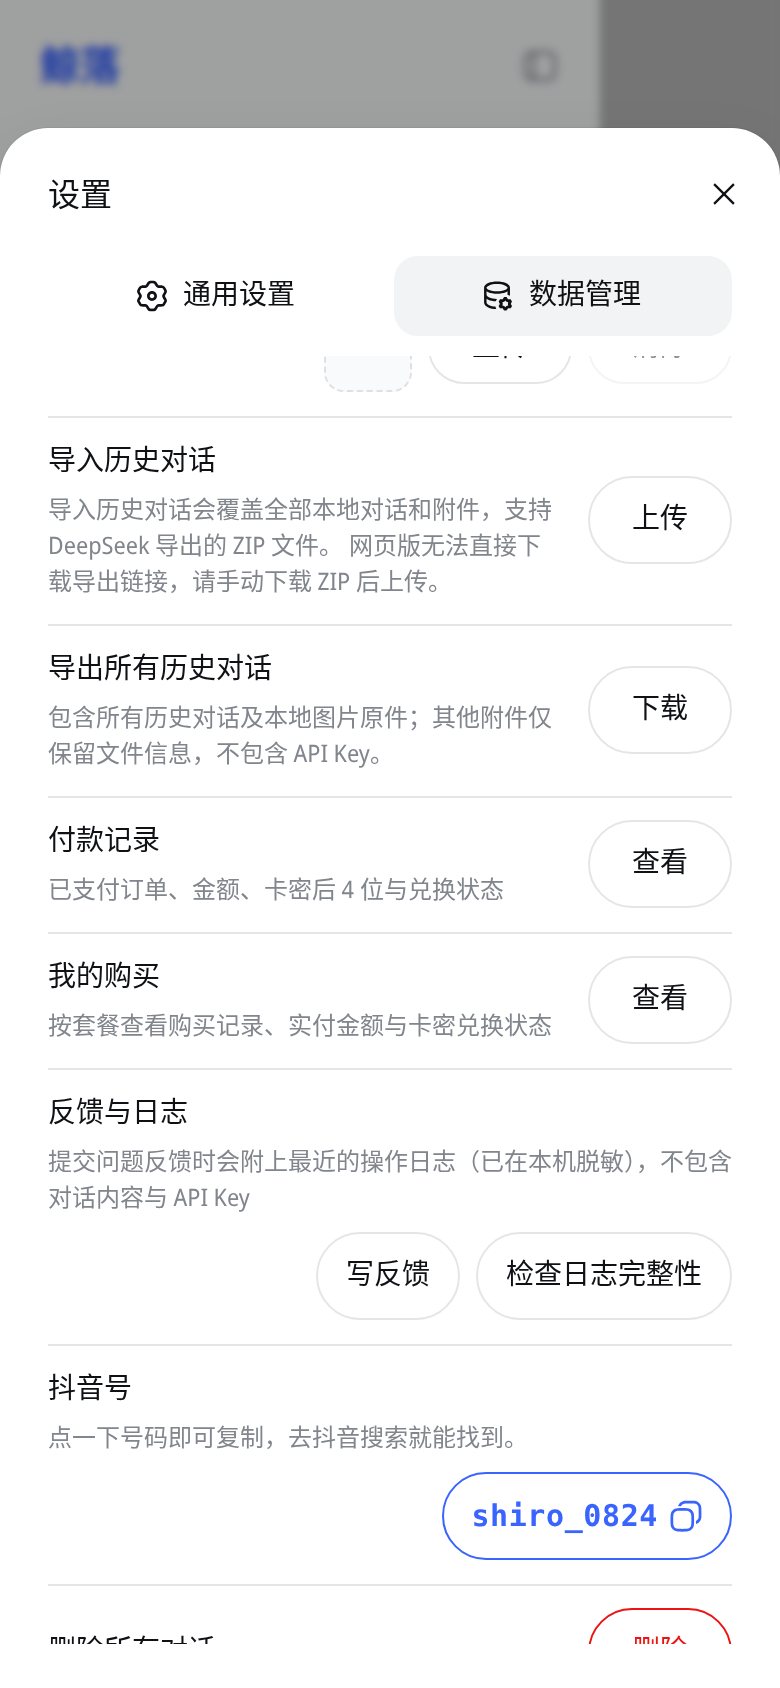 鲸落
设置
通用设置
数据管理
导入历史对话
导入历史对话会覆盖全部本地对话和附件，支持
DeepSeek 导出的 ZIP 文件。 网页版无法直接下
载导出链接，请手动下载 ZIP 后上传。
上传
导出所有历史对话
包含所有历史对话及本地图片原件；其他附件仅
保留文件信息，不包含 API Key。
下载
付款记录
已支付订单、金额、卡密后 4 位与兑换状态
查看
我的购买
按套餐查看购买记录、实付金额与卡密兑换状态
查看
反馈与日志
提交问题反馈时会附上最近的操作日志（已在本机脱敏），不包含
对话内容与 API Key
写反馈
检查日志完整性
抖音号
点一下号码即可复制，去抖音搜索就能找到。
shiro_0824
删除所有对话
删除